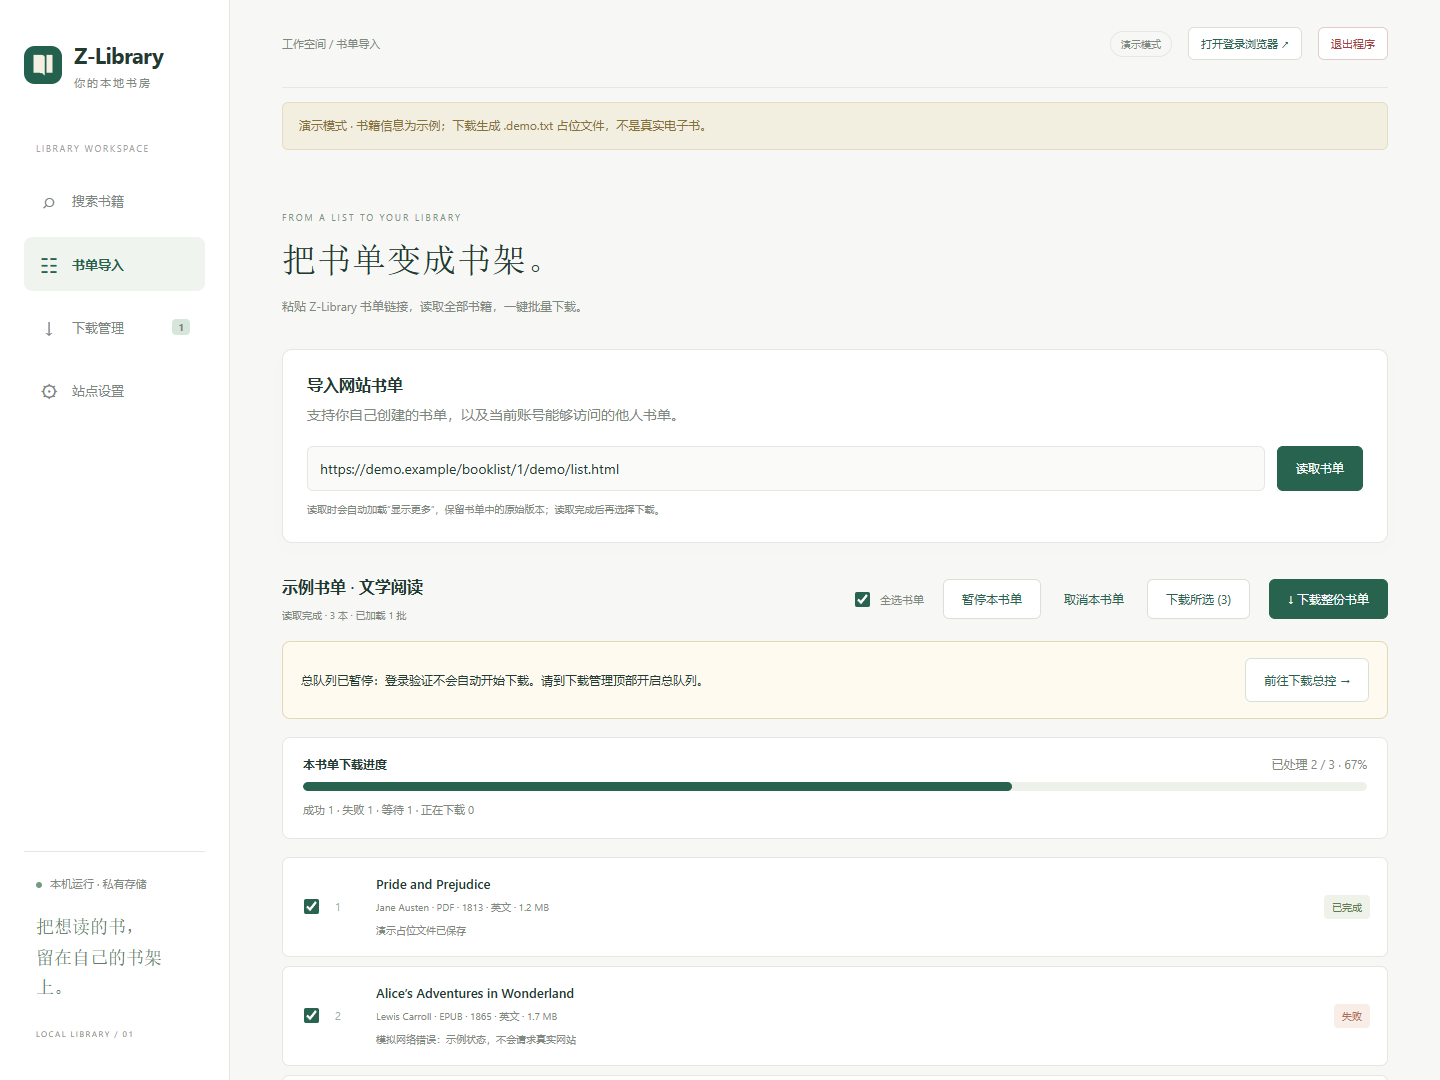 Z-Library
你的本地书房
LIBRARY WORKSPACE
搜索书籍
书单导入
下载管理
1
站点设置
本机运行 · 私有存储
把想读的书，
留在自己的书架
上。
LOCAL LIBRARY / 01
工作空间 / 书单导入
演示模式
打开登录浏览器 ↗
退出程序
演示模式 · 书籍信息为示例；下载生成 .demo.txt 占位文件，不是真实电子书。
FROM A LIST TO YOUR LIBRARY
把书单变成书架。
粘贴 Z-Library 书单链接，读取全部书籍，一键批量下载。
导入网站书单
支持你自己创建的书单，以及当前账号能够访问的他人书单。
https://demo.example/booklist/1/demo/list.html
读取书单
读取时会自动加载“显示更多”，保留书单中的原始版本；读取完成后再选择下载。
示例书单 · 文学阅读
读取完成 · 3 本 · 已加载 1 批
全选书单
暂停本书单
取消本书单
下载所选 (3)
↓ 下载整份书单
总队列已暂停：登录验证不会自动开始下载。请到下载管理顶部开启总队列。
前往下载总控 →
本书单下载进度
已处理 2 / 3 · 67%
成功 1 · 失败 1 · 等待 1 · 正在下载 0
1
Pride and Prejudice
Jane Austen · PDF · 1813 · 英文 · 1.2 MB
演示占位文件已保存
已完成
2
Alice’s Adventures in Wonderland
Lewis Carroll · EPUB · 1865 · 英文 · 1.7 MB
模拟网络错误：示例状态，不会请求真实网站
失败